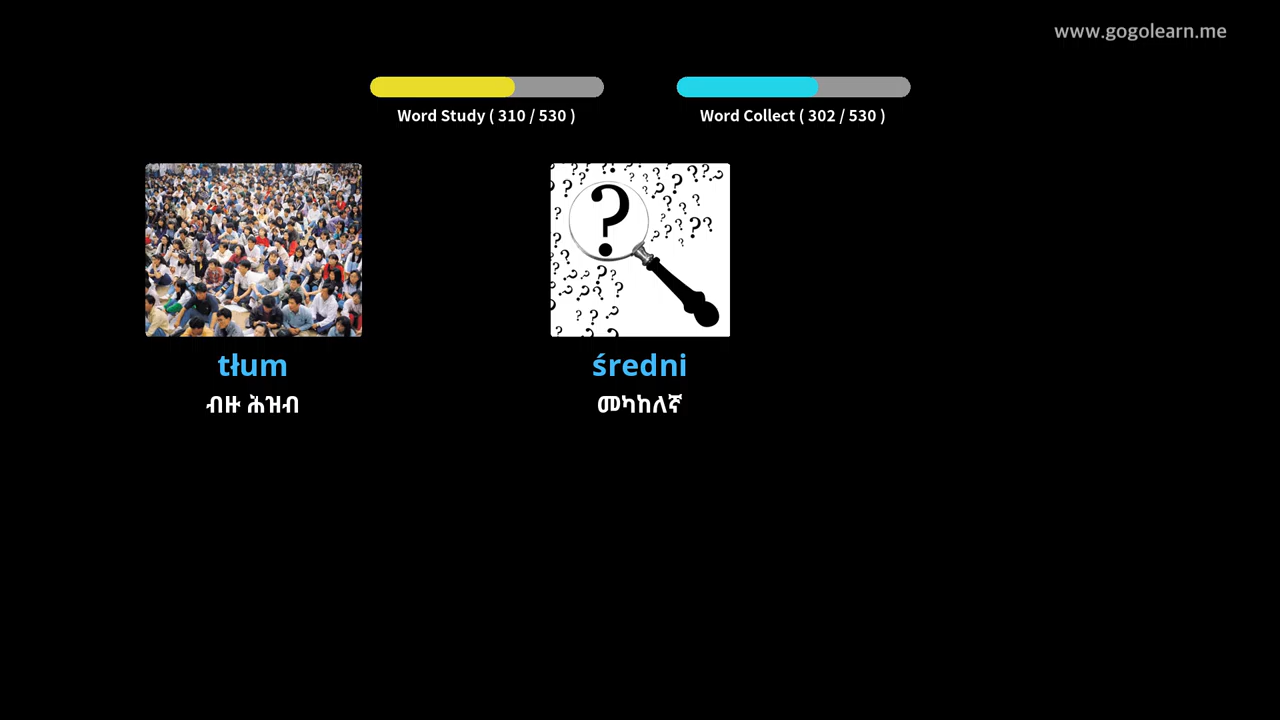 www.gogolearn.me
Word Study ( 310 / 530 )
Word Collect ( 302 / 530 )
tłum
ብዙ ሕዝብ
średni
መካከለኛ